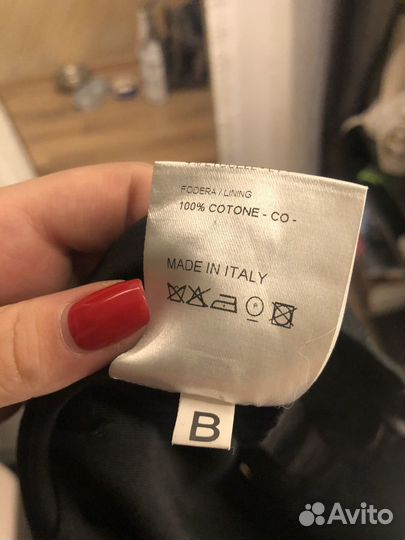 FODERA / LINING
100% COTONE - CO -
MADE IN ITALY
B
Avito